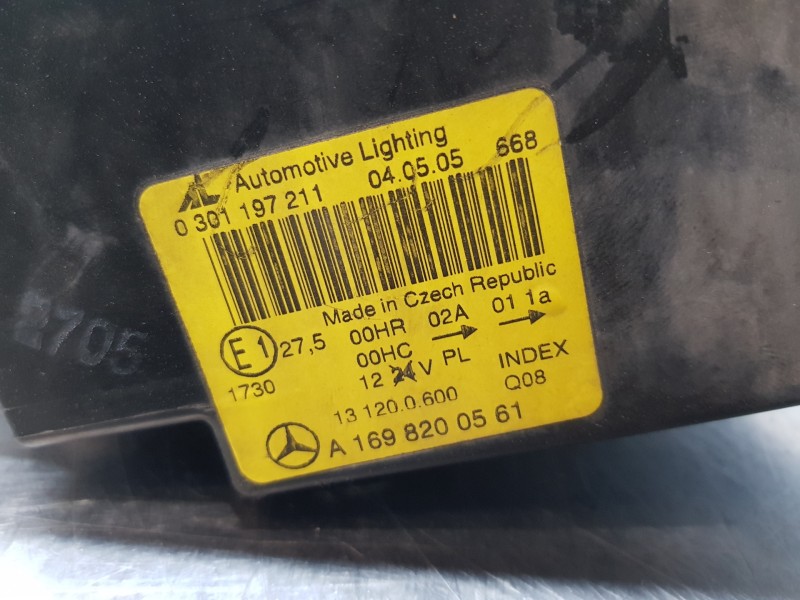 AL Automotive Lighting
0 301 197 211 04.05.05 668
Made in Czech Republic
E1 27,5 00HR 02A 01 1a
00HC
1730 12 24 V PL INDEX
13 120.0.600 Q08
A 169 820 05 61
2705